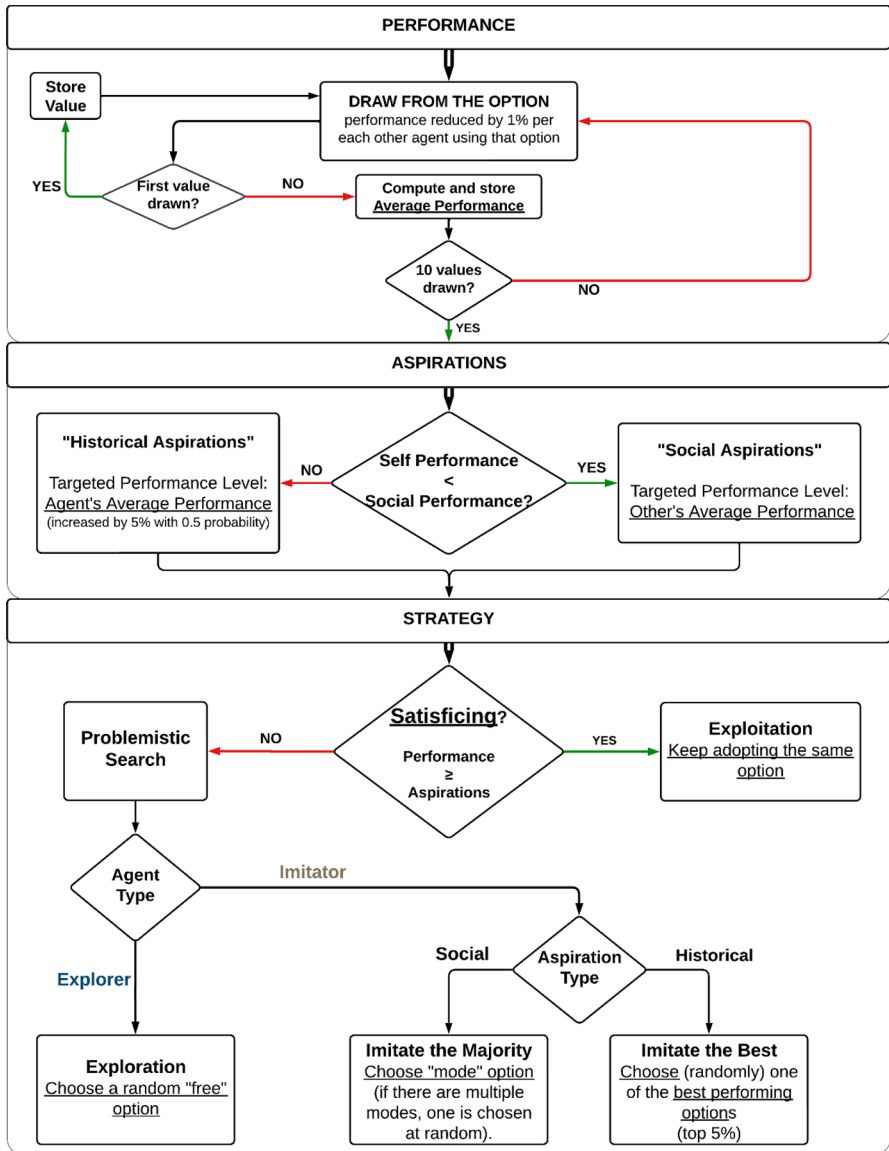 PERFORMANCE
Store
Value
DRAW FROM THE OPTION
performance reduced by 1% per
each other agent using that option
YES
First value
drawn?
NO
Compute and store
Average Performance
10 values
drawn?
NO
YES
ASPIRATIONS
"Historical Aspirations"
Targeted Performance Level:
Agent's Average Performance
(increased by 5% with 0.5 probability)
NO
Self Performance
<
Social Performance?
YES
"Social Aspirations"
Targeted Performance Level:
Other's Average Performance
STRATEGY
Problemistic
Search
NO
Satisficing?
Performance
≥
Aspirations
YES
Exploitation
Keep adopting the same
option
Agent
Type
Imitator
Explorer
Social
Aspiration
Type
Historical
Exploration
Choose a random "free"
option
Imitate the Majority
Choose "mode" option
(if there are multiple
modes, one is chosen
at random).
Imitate the Best
Choose (randomly) one
of the best performing
options
(top 5%)